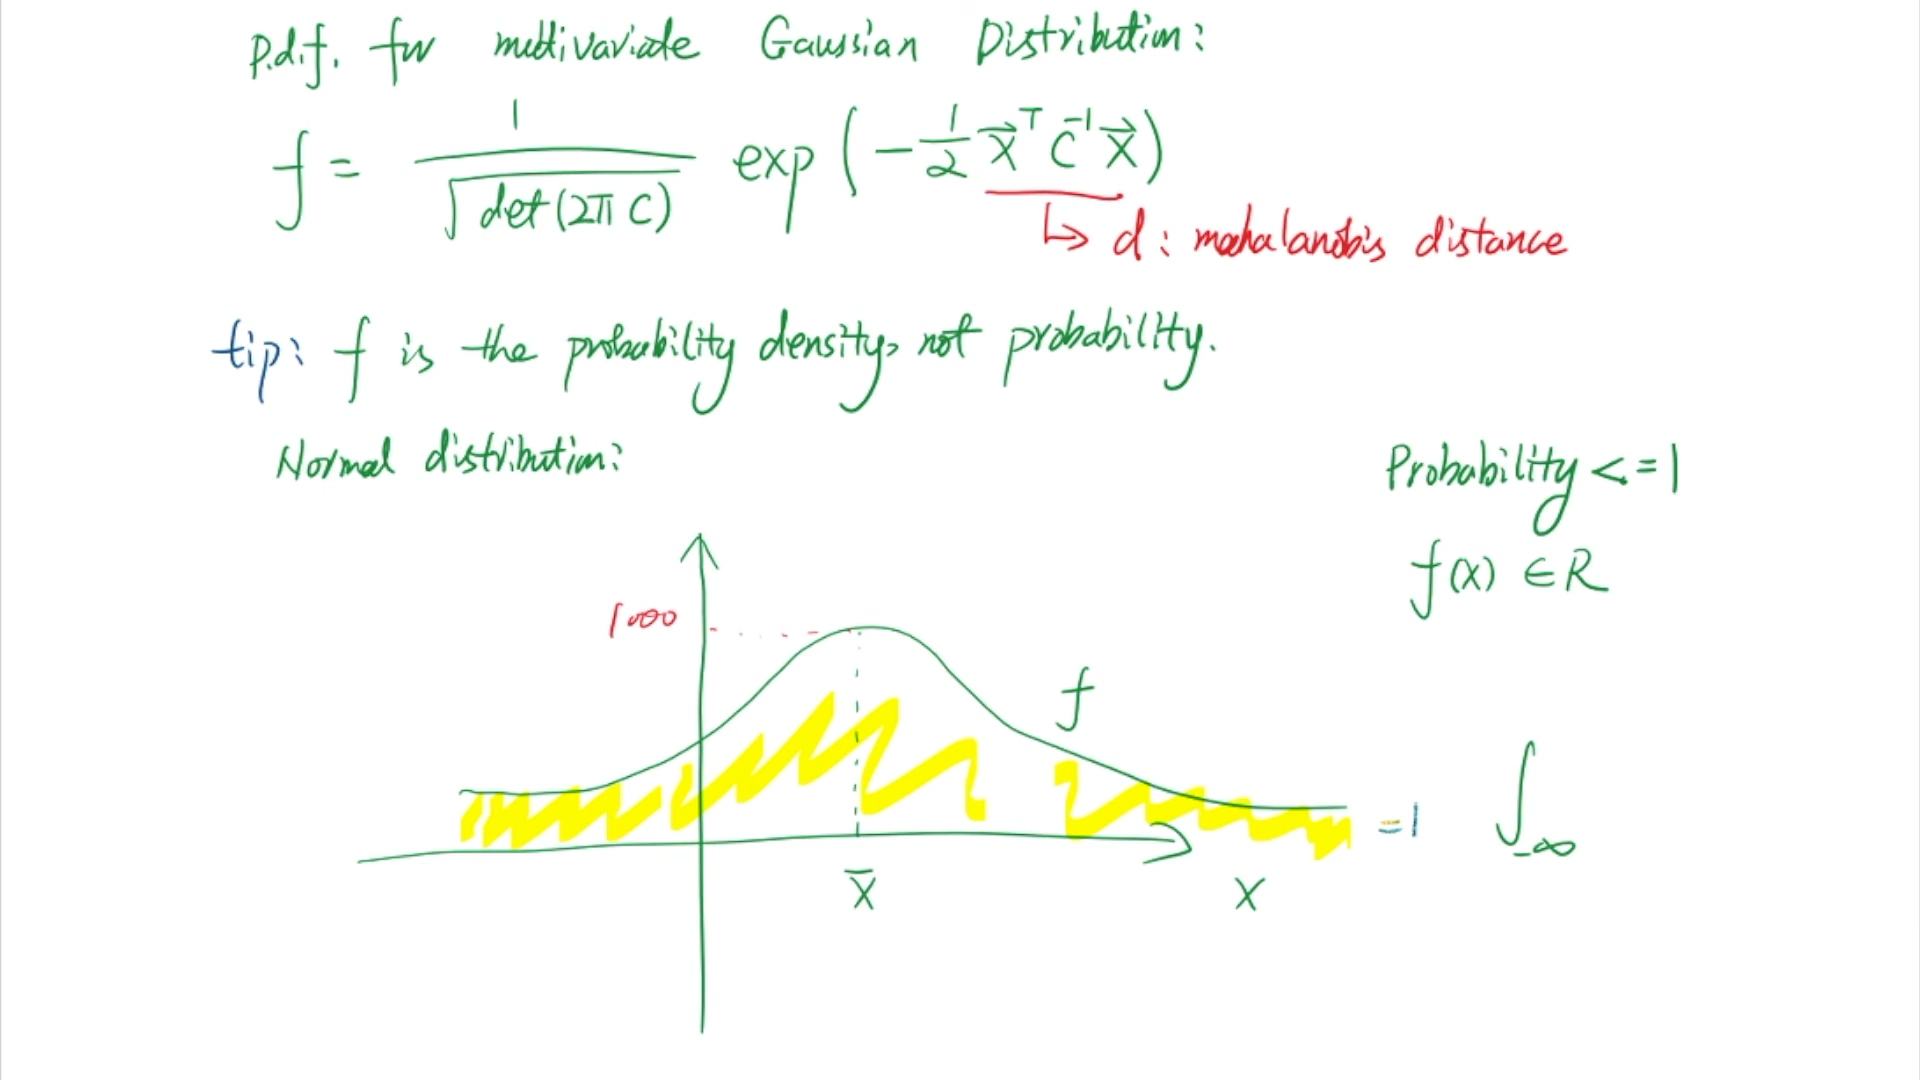 P.d.f. for multivariate Gaussian Distribution:
f = 1 / √det(2π C) exp (-1/2 x⃗ᵀ C⁻¹ x⃗)
↳ d: mahalanobis distance
tip: f is the probability density, not probability.
Normal distribution:
Probability <= 1
f(x) ∈ R
1000
f
= 1
∫-∞
x̄
x